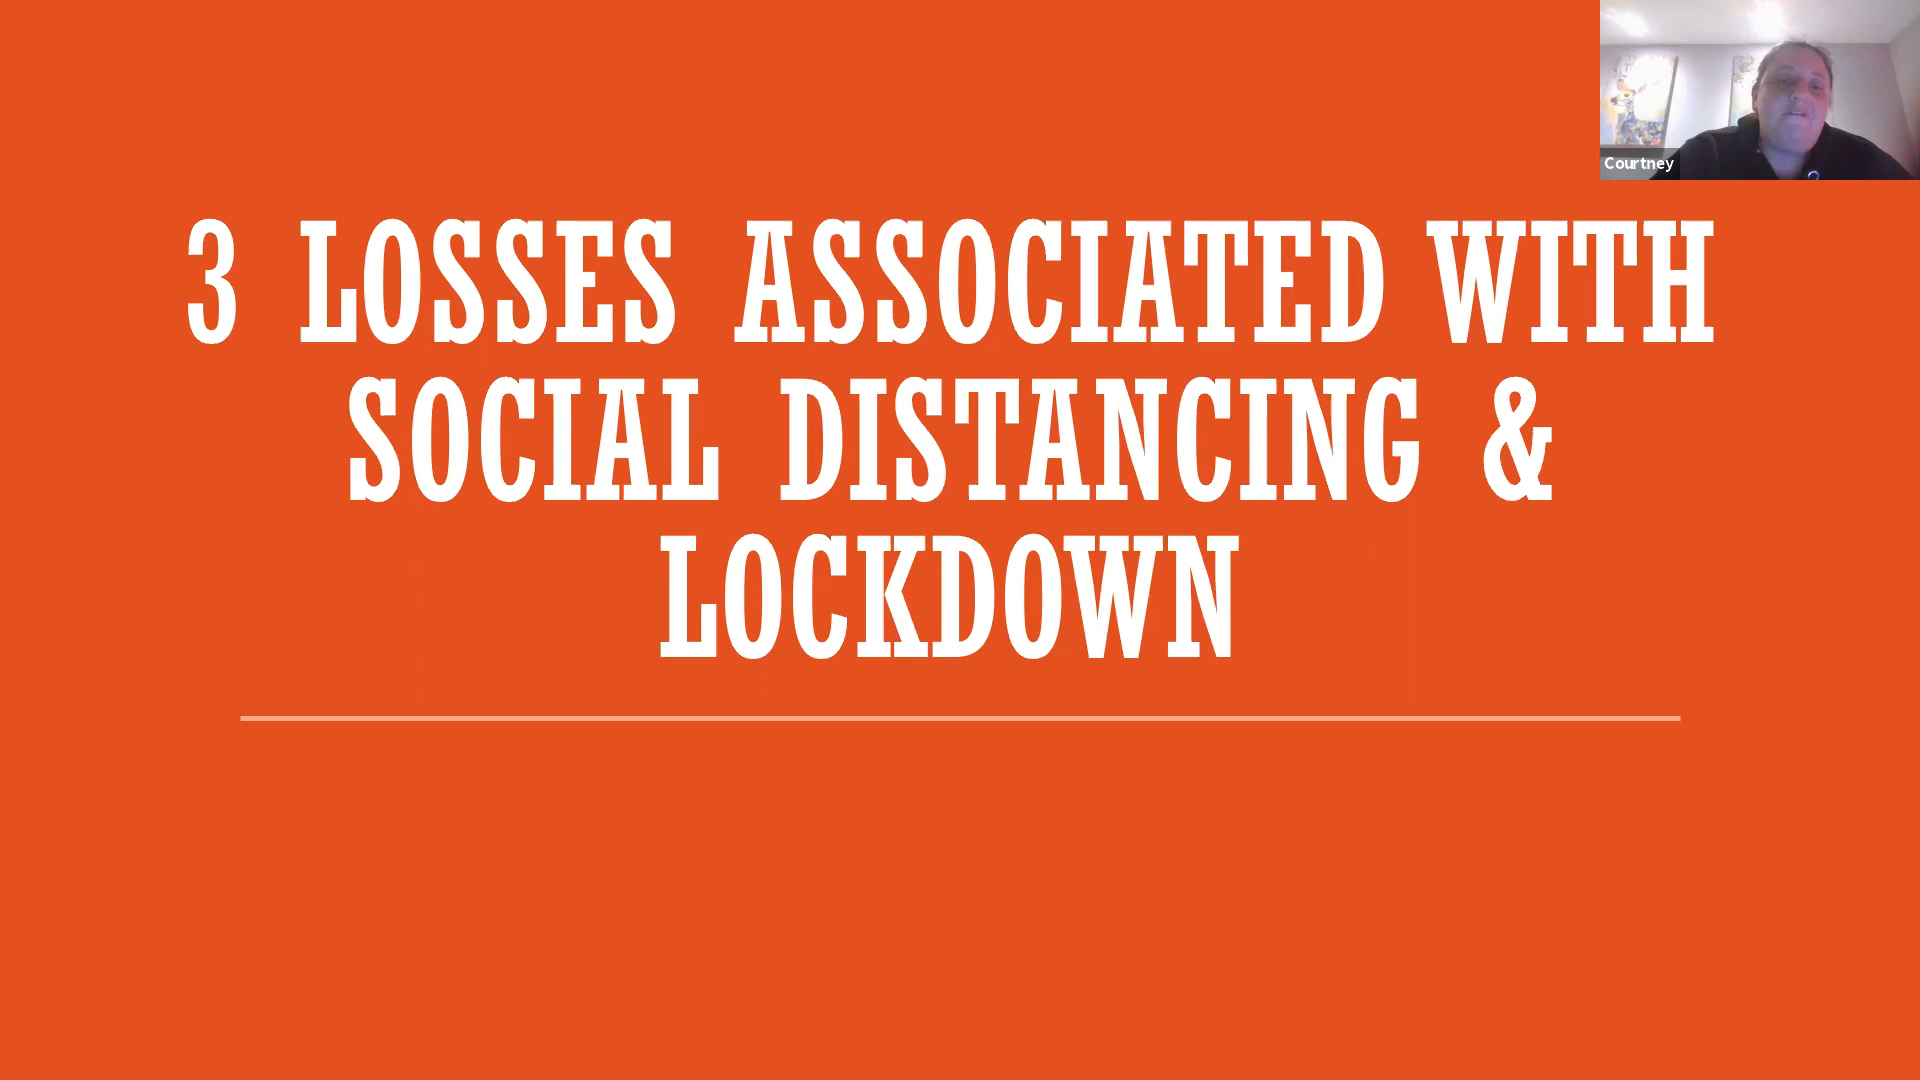 3 LOSSES ASSOCIATED WITH
SOCIAL DISTANCING &
LOCKDOWN
Courtney